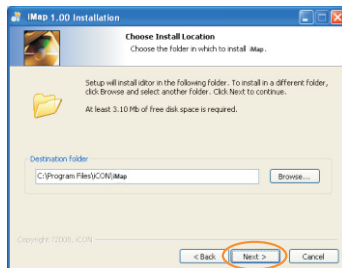 iMap 1.00 Installation
Choose Install Location
Choose the folder in which to install iMap.
Setup will install iditor in the following folder. To install in a different folder,
click Browse and select another folder. Click Next to continue.
At least 3.10 Mb of free disk space is required.
Destination folder
C:\Program Files\iCON\iMap
Browse...
Copyright ?2008, iCON
< Back
Next >
Cancel